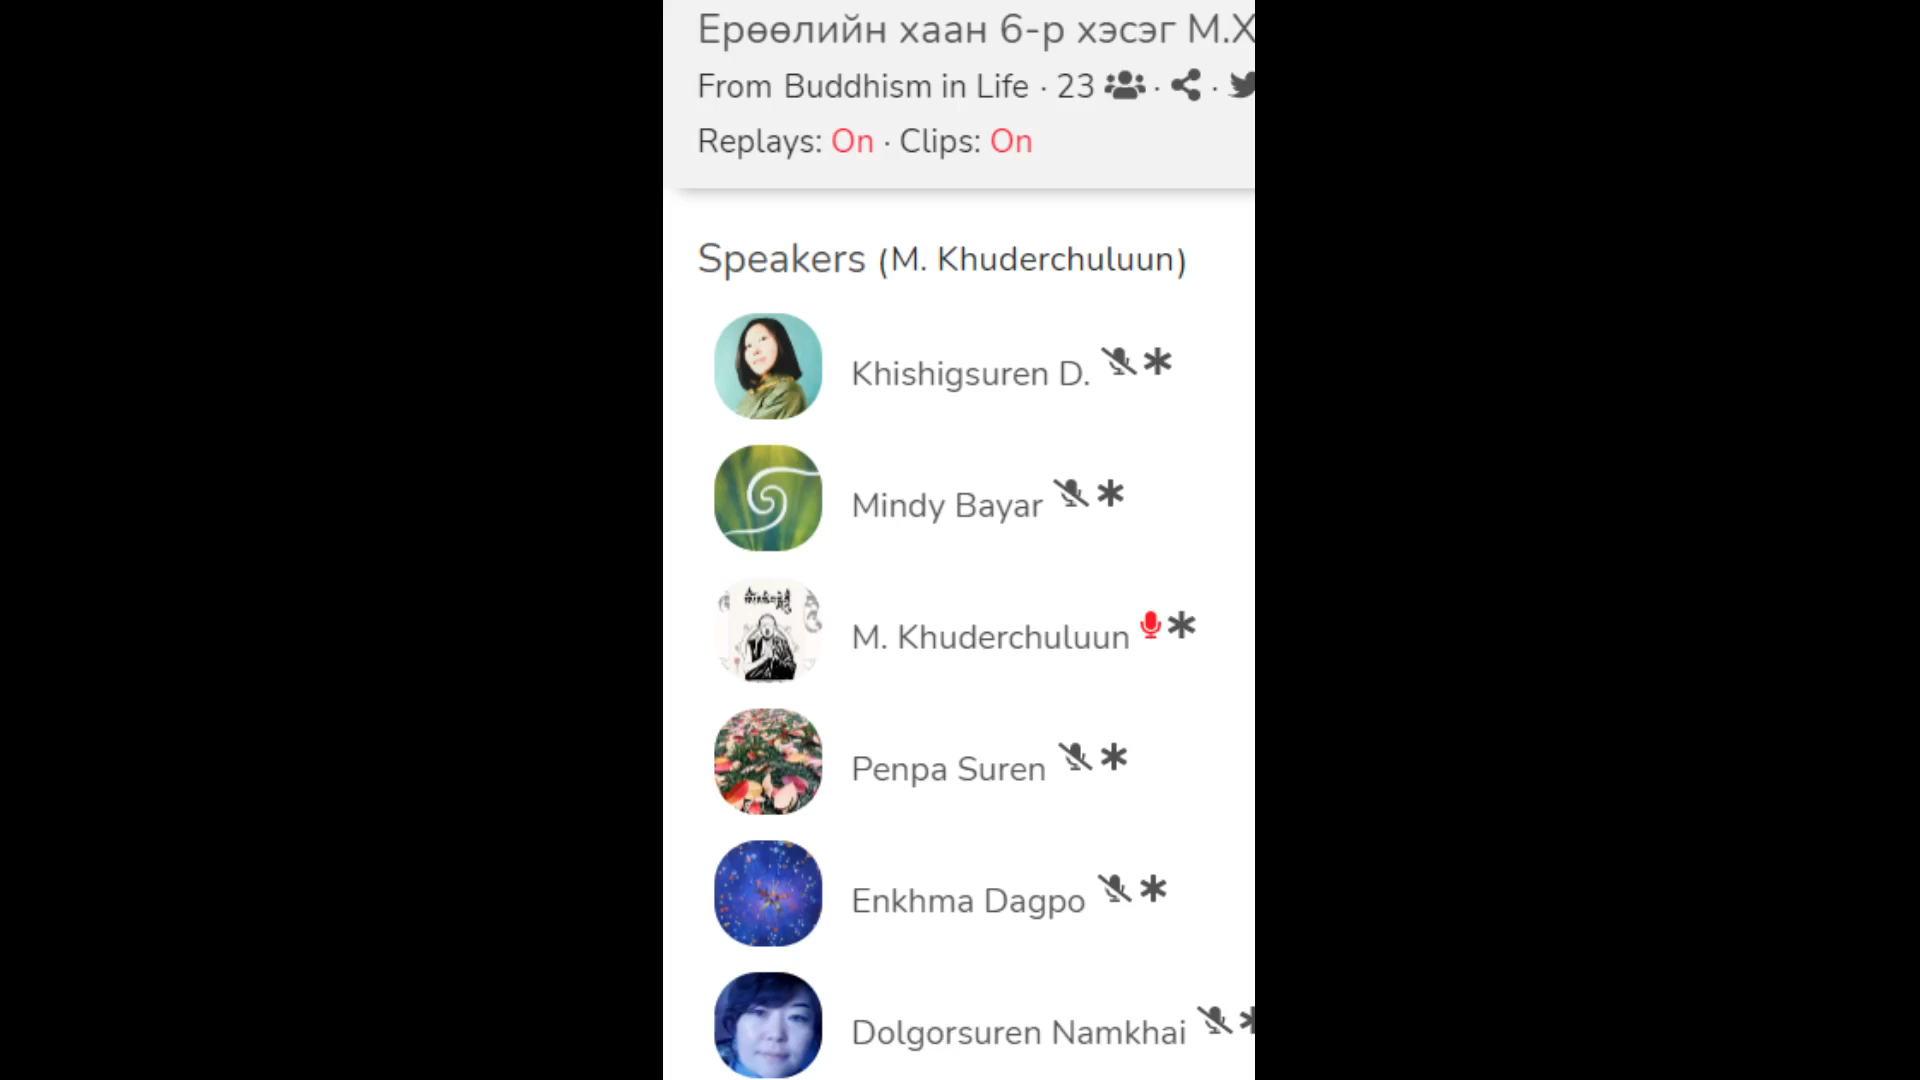 Ерөөлийн хаан 6-р хэсэг М.Х
From Buddhism in Life · 23 · ·
Replays: On · Clips: On
Speakers (M. Khuderchuluun)
Khishigsuren D.
Mindy Bayar
M. Khuderchuluun
Penpa Suren
Enkhma Dagpo
Dolgorsuren Namkhai